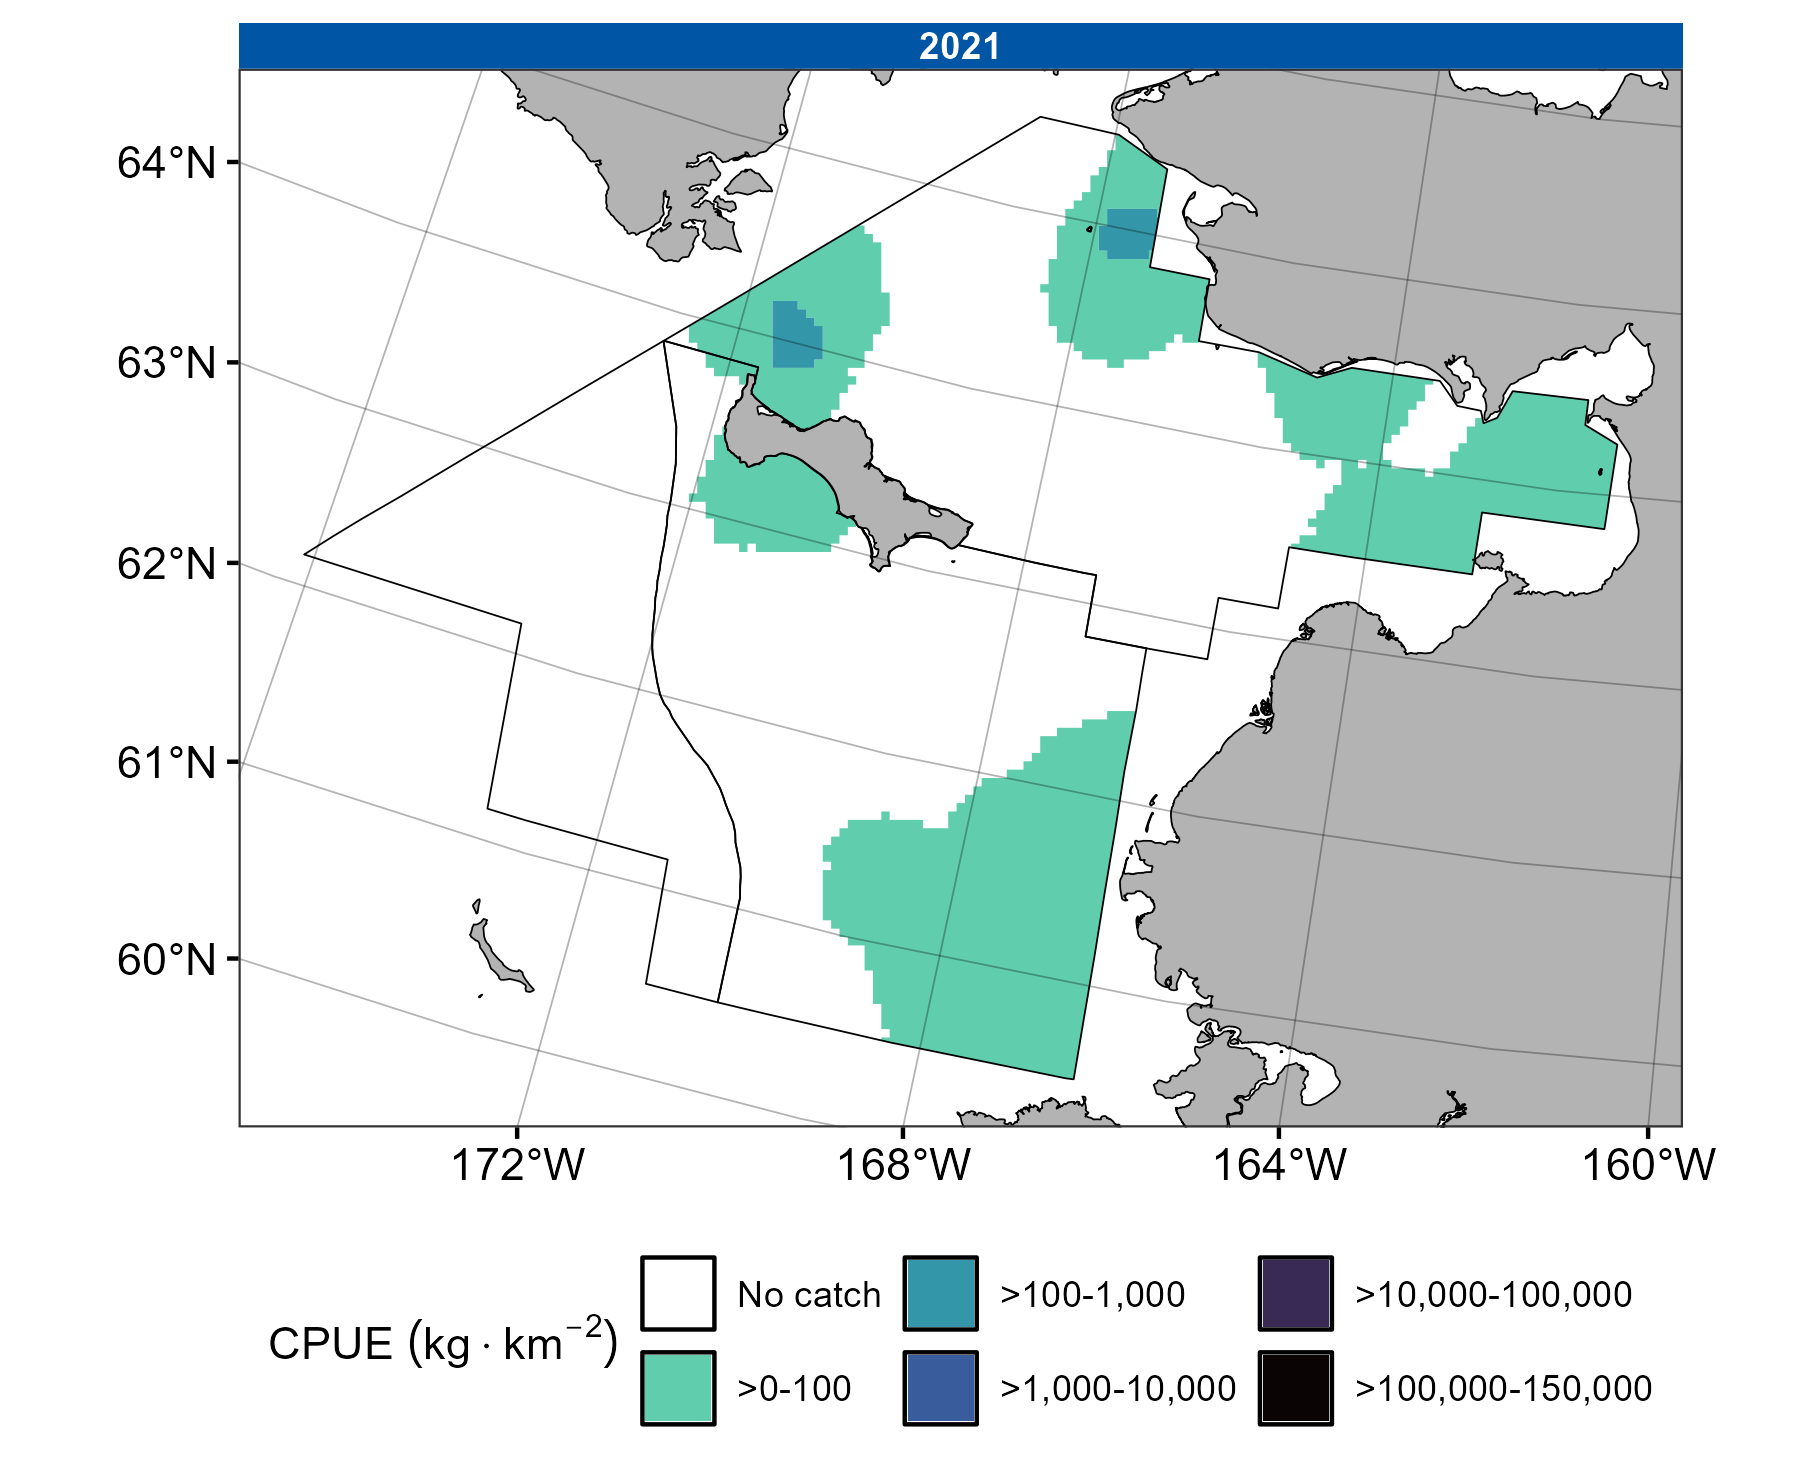 2021
64°N
63°N
62°N
61°N
60°N
172°W
168°W
164°W
160°W
CPUE (kg · km⁻²)
No catch
>0-100
>100-1,000
>1,000-10,000
>10,000-100,000
>100,000-150,000